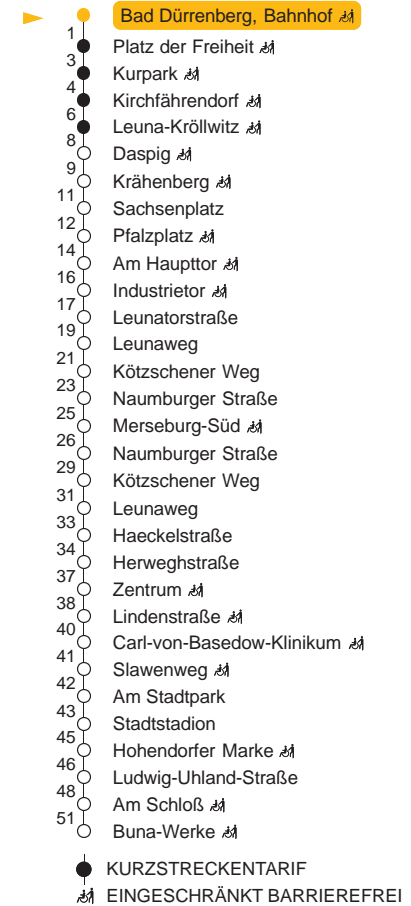 Bad Dürrenberg, Bahnhof
1
Platz der Freiheit
3
Kurpark
4
Kirchfährendorf
6
Leuna-Kröllwitz
8
Daspig
9
Krähenberg
11
Sachsenplatz
12
Pfalzplatz
14
Am Haupttor
16
Industrietor
17
Leunatorstraße
19
Leunaweg
21
Kötzschener Weg
23
Naumburger Straße
25
Merseburg-Süd
26
Naumburger Straße
29
Kötzschener Weg
31
Leunaweg
33
Haeckelstraße
34
Herweghstraße
37
Zentrum
38
Lindenstraße
40
Carl-von-Basedow-Klinikum
41
Slawenweg
42
Am Stadtpark
43
Stadtstadion
45
Hohendorfer Marke
46
Ludwig-Uhland-Straße
48
Am Schloß
51
Buna-Werke
KURZSTRECKENTARIF
EINGESCHRÄNKT BARRIEREFREI